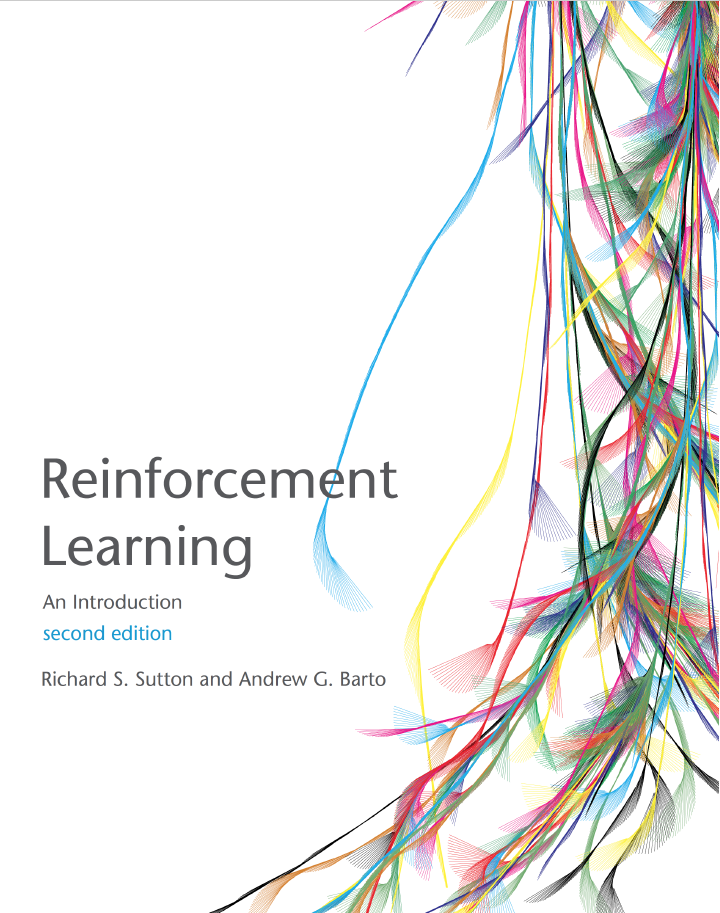 Reinforcement
Learning
An Introduction
second edition
Richard S. Sutton and Andrew G. Barto